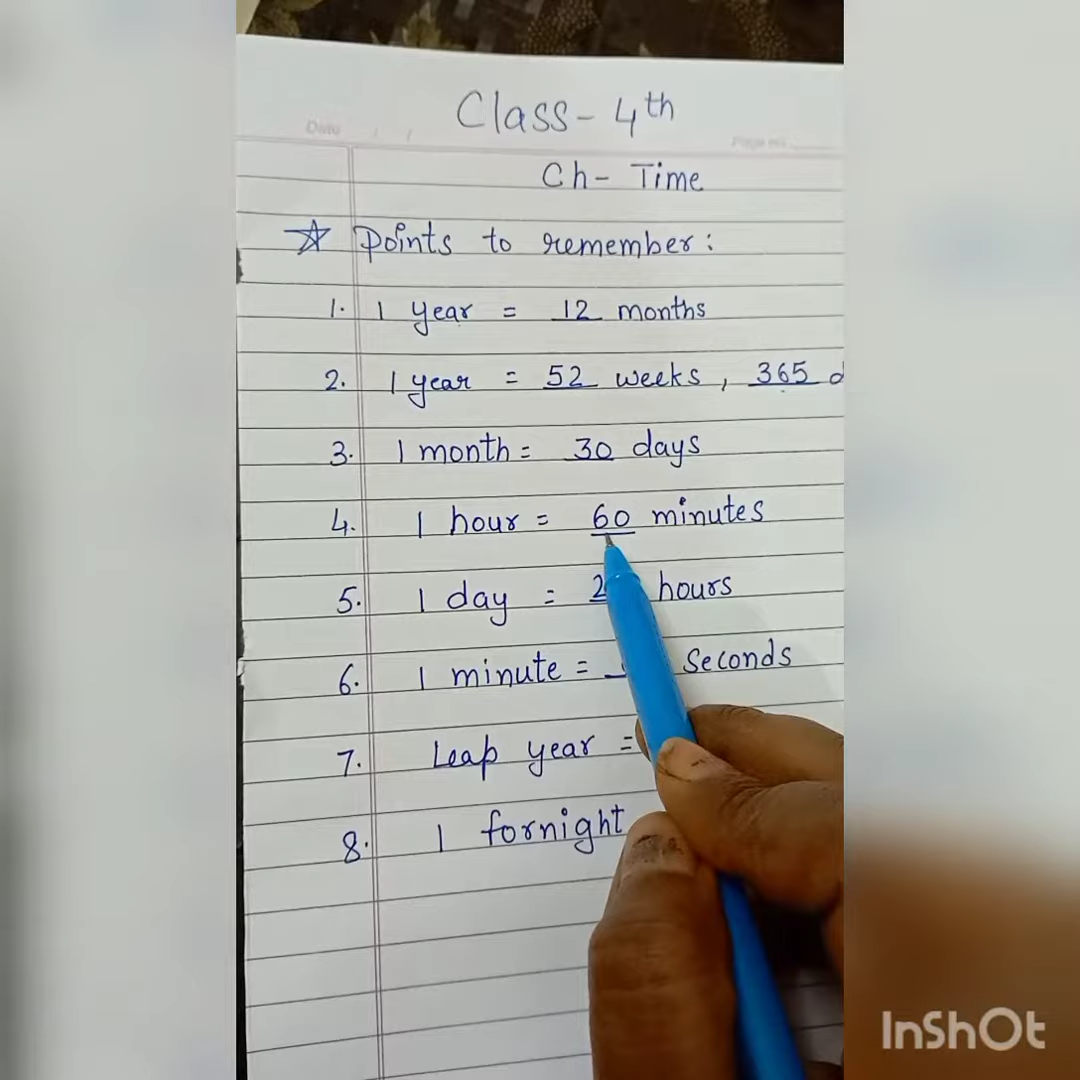 Class- 4th
Date / /
Page no.
Ch- Time
☆ Points to remember:
1. 1 year = 12 months
2. 1 year = 52 weeks, 365 d
3. 1 month = 30 days
4. 1 hour = 60 minutes
5. 1 day = 2 hours
6. 1 minute = seconds
7. Leap year =
8. 1 fornight
InShOt